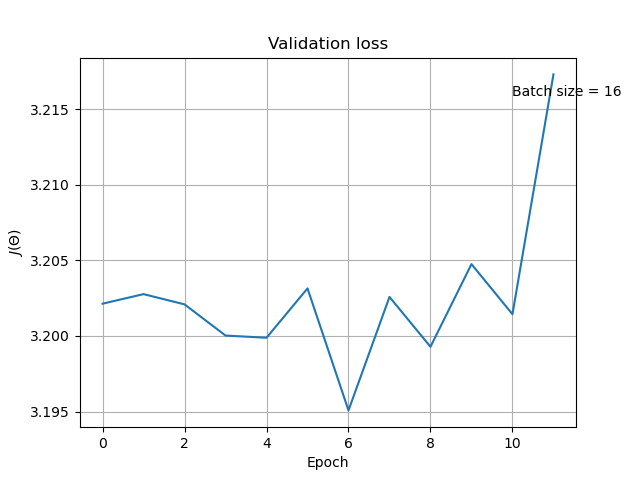 Validation loss
Batch size = 16
3.215
3.210
3.205
3.200
3.195
J(Θ)
0 2 4 6 8 10
Epoch